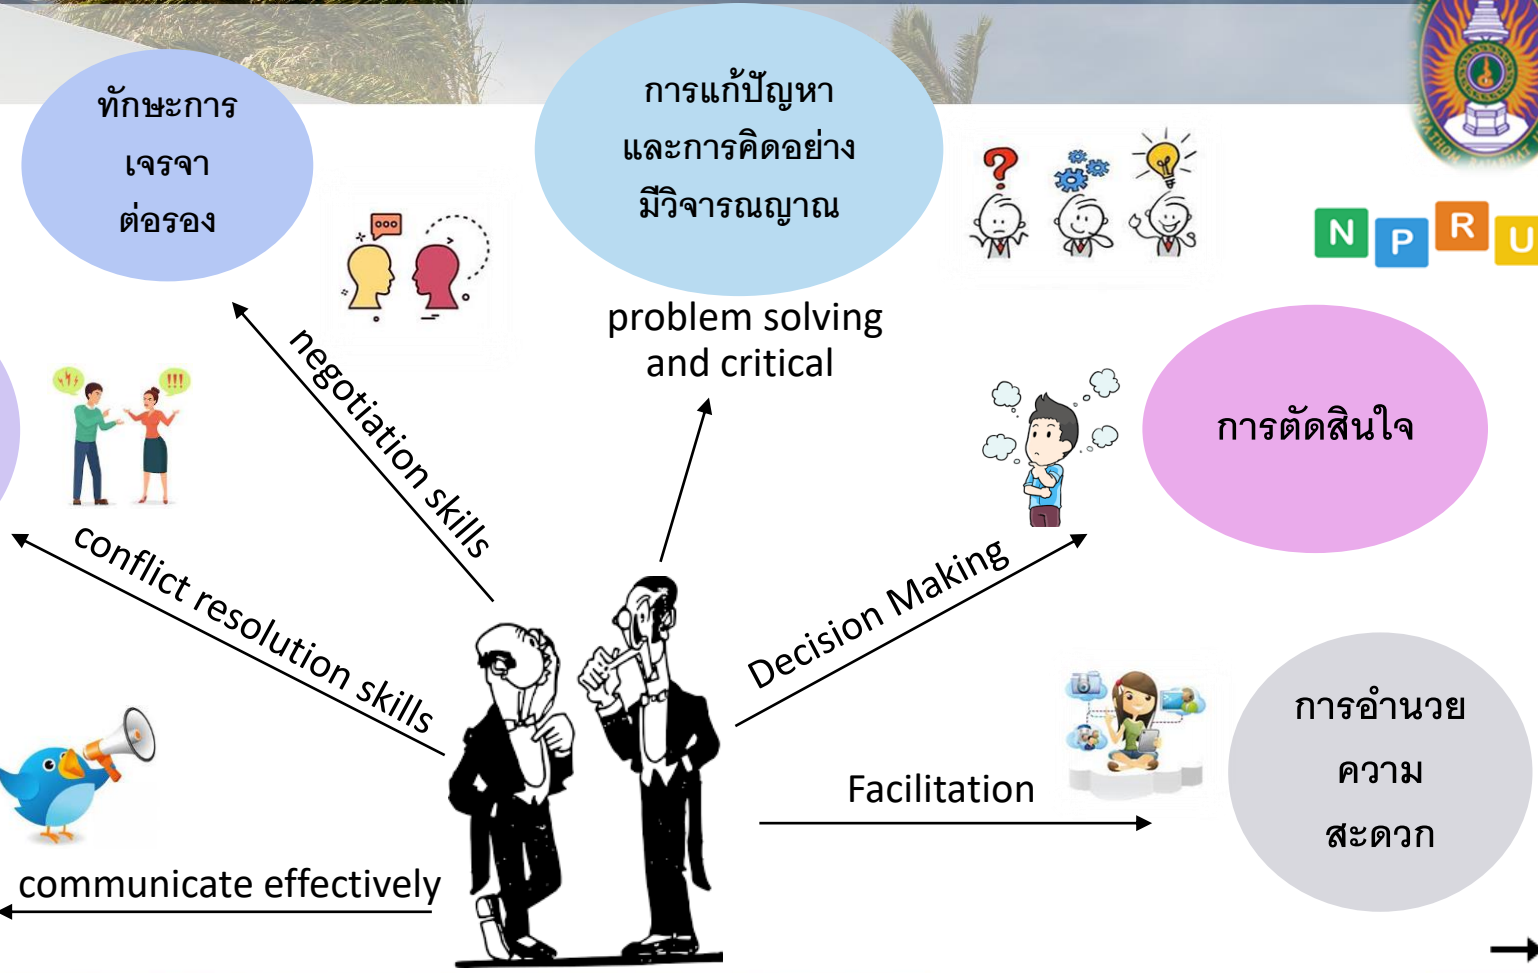 ทักษะการ
เจรจา
ต่อรอง
การแก้ปัญหา
และการคิดอย่าง
มีวิจารณญาณ
N P R U
problem solving
and critical
negotiation skills
!!!
การตัดสินใจ
conflict resolution skills
Decision Making
การอำนวย
ความ
สะดวก
Facilitation
communicate effectively